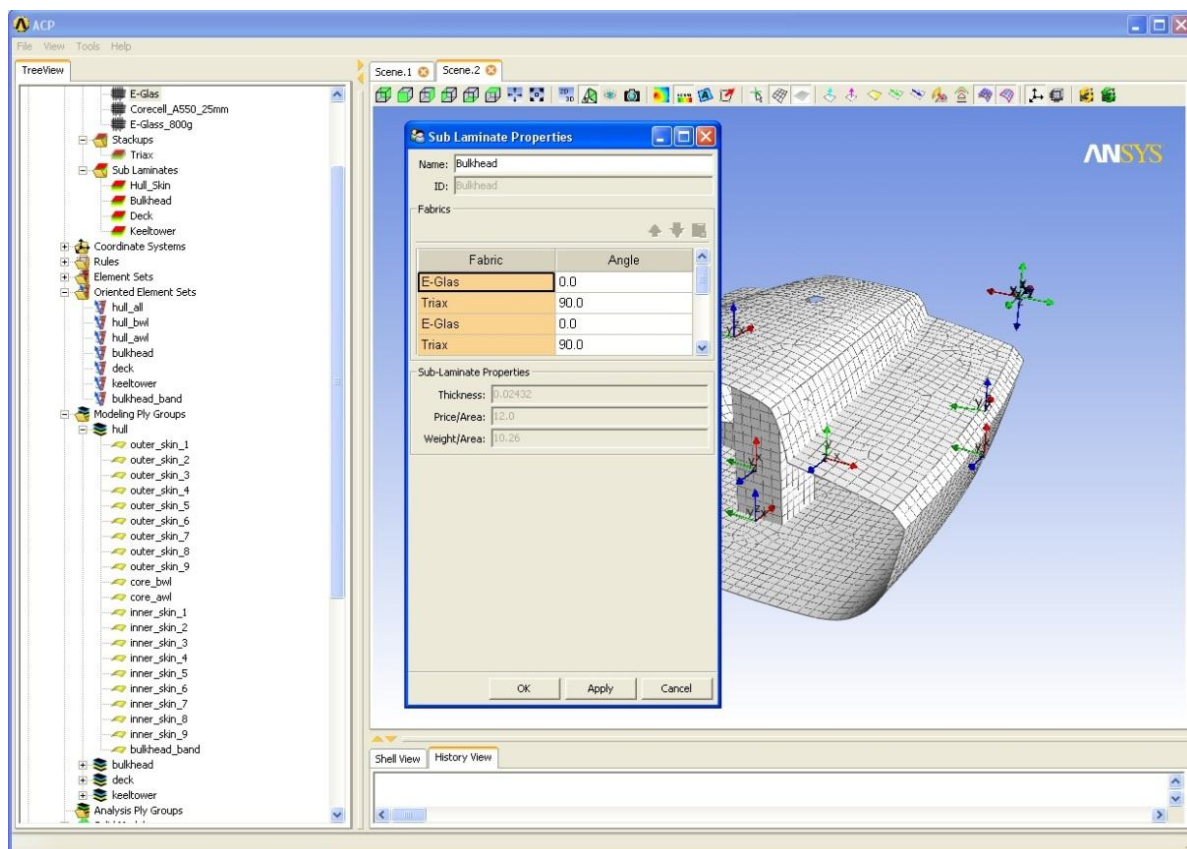 ACP
File View Tools Help
TreeView
E-Glas
Corecell_A550_25mm
E-Glass_800g
Stackups
Triax
Sub Laminates
Hull_Skin
Bulkhead
Deck
Keeltower
Coordinate Systems
Rules
Element Sets
Oriented Element Sets
hull_all
hull_bwl
hull_awl
bulkhead
deck
keeltower
bulkhead_band
Modeling Ply Groups
hull
outer_skin_1
outer_skin_2
outer_skin_3
outer_skin_4
outer_skin_5
outer_skin_6
outer_skin_7
outer_skin_8
outer_skin_9
core_bwl
core_awl
inner_skin_1
inner_skin_2
inner_skin_3
inner_skin_4
inner_skin_5
inner_skin_6
inner_skin_7
inner_skin_8
inner_skin_9
bulkhead_band
bulkhead
deck
keeltower
Analysis Ply Groups
Scene.1 Scene.2
ANSYS
Sub Laminate Properties
Name: Bulkhead
ID: Bulkhead
Fabrics
Fabric Angle
E-Glas 0.0
Triax 90.0
E-Glas 0.0
Triax 90.0
Sub-Laminate Properties
Thickness: 0.02432
Price/Area: 12.0
Weight/Area: 10.26
OK Apply Cancel
Shell View History View